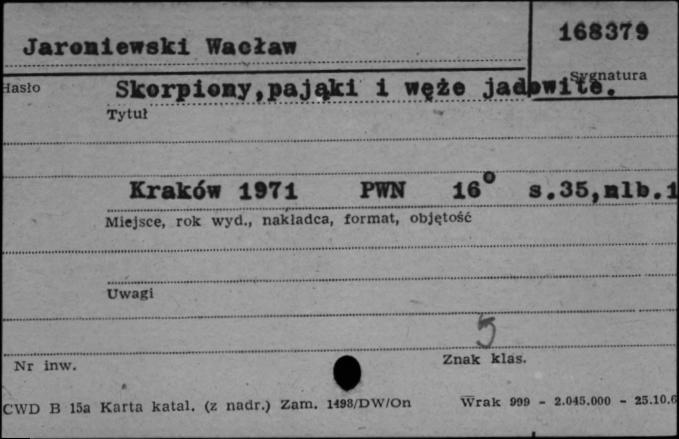 Jaroniewski Wacław
168379
Hasło
Sygnatura
Skorpiony,pająki i węże jadowite.
Tytuł
Kraków 1971 PWN 16° s.35,nlb.1
Miejsce, rok wyd., nakładca, format, objętość
Uwagi
5
Nr inw.
Znak klas.
CWD B 15a Karta katal. (z nadr.) Zam. 1493/DW/On Wrak 999 - 2.045.000 - 25.10.6